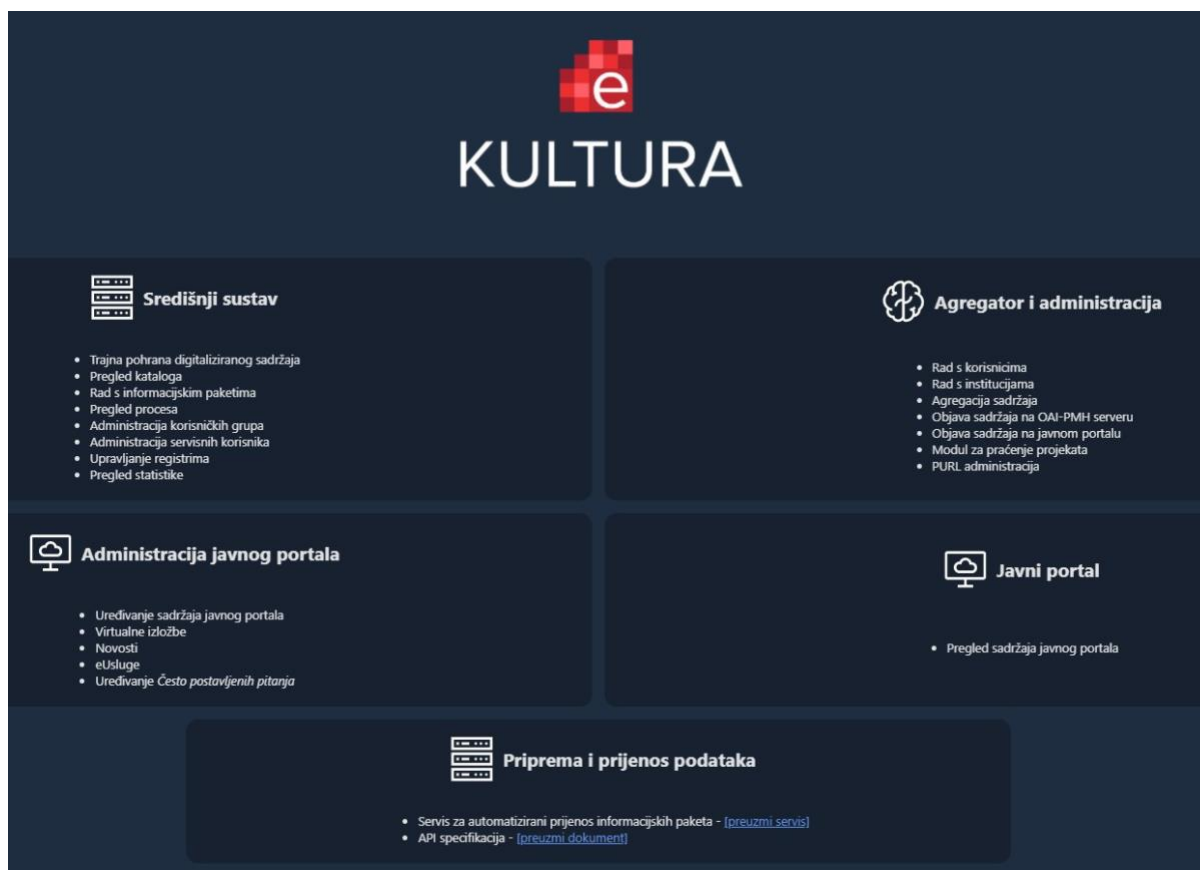 e
KULTURA
Središnji sustav
• Trajna pohrana digitaliziranog sadržaja
• Pregled kataloga
• Rad s informacijskim paketima
• Pregled procesa
• Administracija korisničkih grupa
• Administracija servisnih korisnika
• Upravljanje registrima
• Pregled statistike
Agregator i administracija
• Rad s korisnicima
• Rad s institucijama
• Agregacija sadržaja
• Objava sadržaja na OAI-PMH serveru
• Objava sadržaja na javnom portalu
• Modul za praćenje projekata
• PURL administracija
Administracija javnog portala
• Uređivanje sadržaja javnog portala
• Virtualne izložbe
• Novosti
• eUsluge
• Uređivanje Često postavljenih pitanja
Javni portal
• Pregled sadržaja javnog portala
Priprema i prijenos podataka
• Servis za automatizirani prijenos informacijskih paketa - [preuzmi servis]
• API specifikacija - [preuzmi dokument]